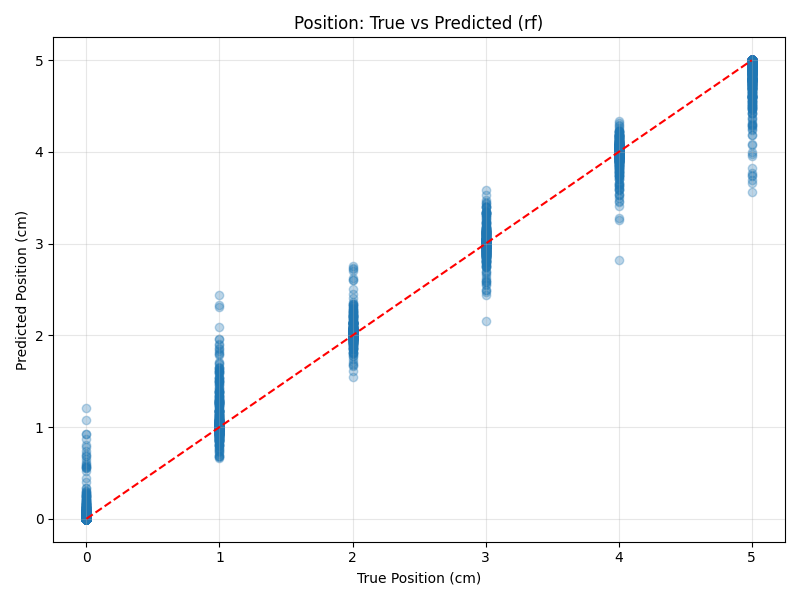 Position: True vs Predicted (rf)
Predicted Position (cm)
5
4
3
2
1
0
0 1 2 3 4 5
True Position (cm)